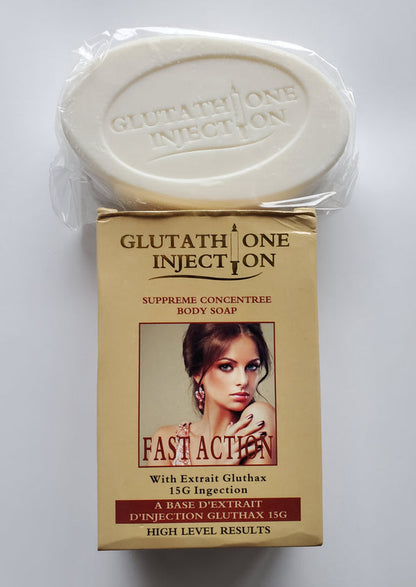 GLUTATHIONE
INJECTION
GLUTATHIONE
INJECTION
SUPPREME CONCENTREE
BODY SOAP
FAST ACTION
With Extrait Gluthax
15G Ingection
A BASE D'EXTRAIT
D'INJECTION GLUTHAX 15G
HIGH LEVEL RESULTS